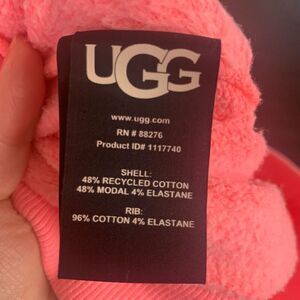 UGG
www.ugg.com
RN # 88276
Product ID# 1117740
SHELL:
48% RECYCLED COTTON
48% MODAL 4% ELASTANE
RIB:
96% COTTON 4% ELASTANE